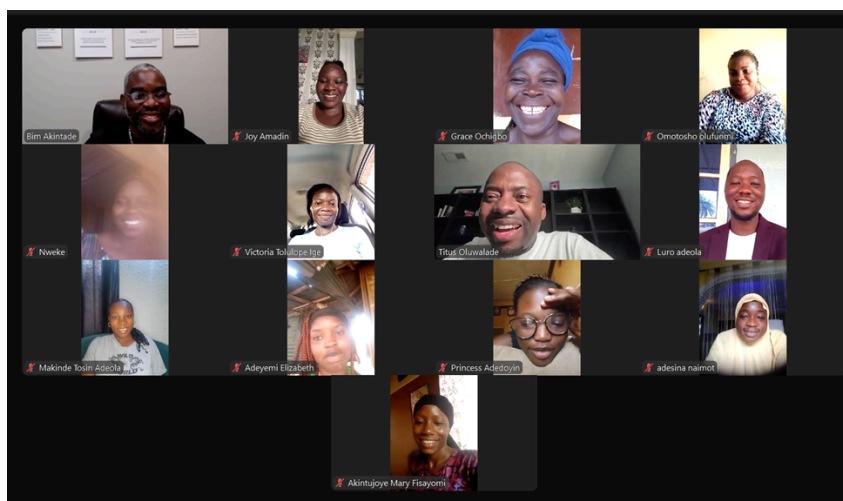 Bim Akintade
Joy Amadin
Grace Ochigbo
Omotosho olufunmi
Nweke
Victoria Tolulope Ige
Titus Oluwalade
Luro adeola
Makinde Tosin Adeola
Adeyemi Elizabeth
Princess Adedoyin
adesina naimot
Akintujoye Mary Fisayomi